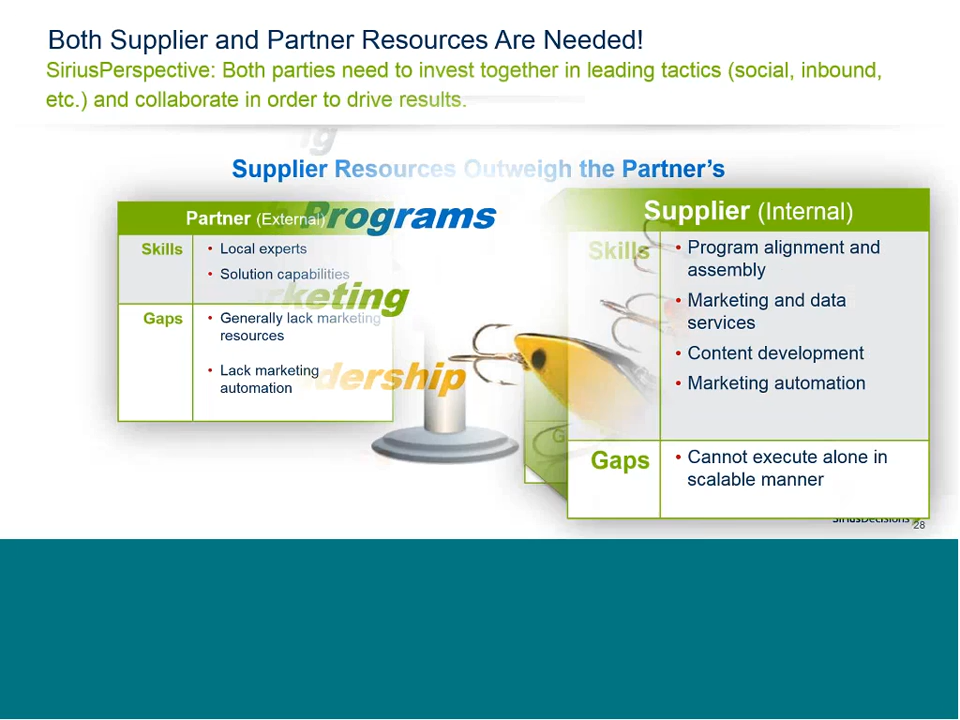 Both Supplier and Partner Resources Are Needed!
SiriusPerspective: Both parties need to invest together in leading tactics (social, inbound,
etc.) and collaborate in order to drive results.
Supplier Resources Outweigh the Partner's
Partner (External)
Programs
Skills
• Local experts
• Solution capabilities
Gaps
• Generally lack marketing
resources
• Lack marketing
automation
Supplier (Internal)
Skills
• Program alignment and
assembly
• Marketing and data
services
• Content development
• Marketing automation
Gaps
• Cannot execute alone in
scalable manner
SiriusDecisions
28